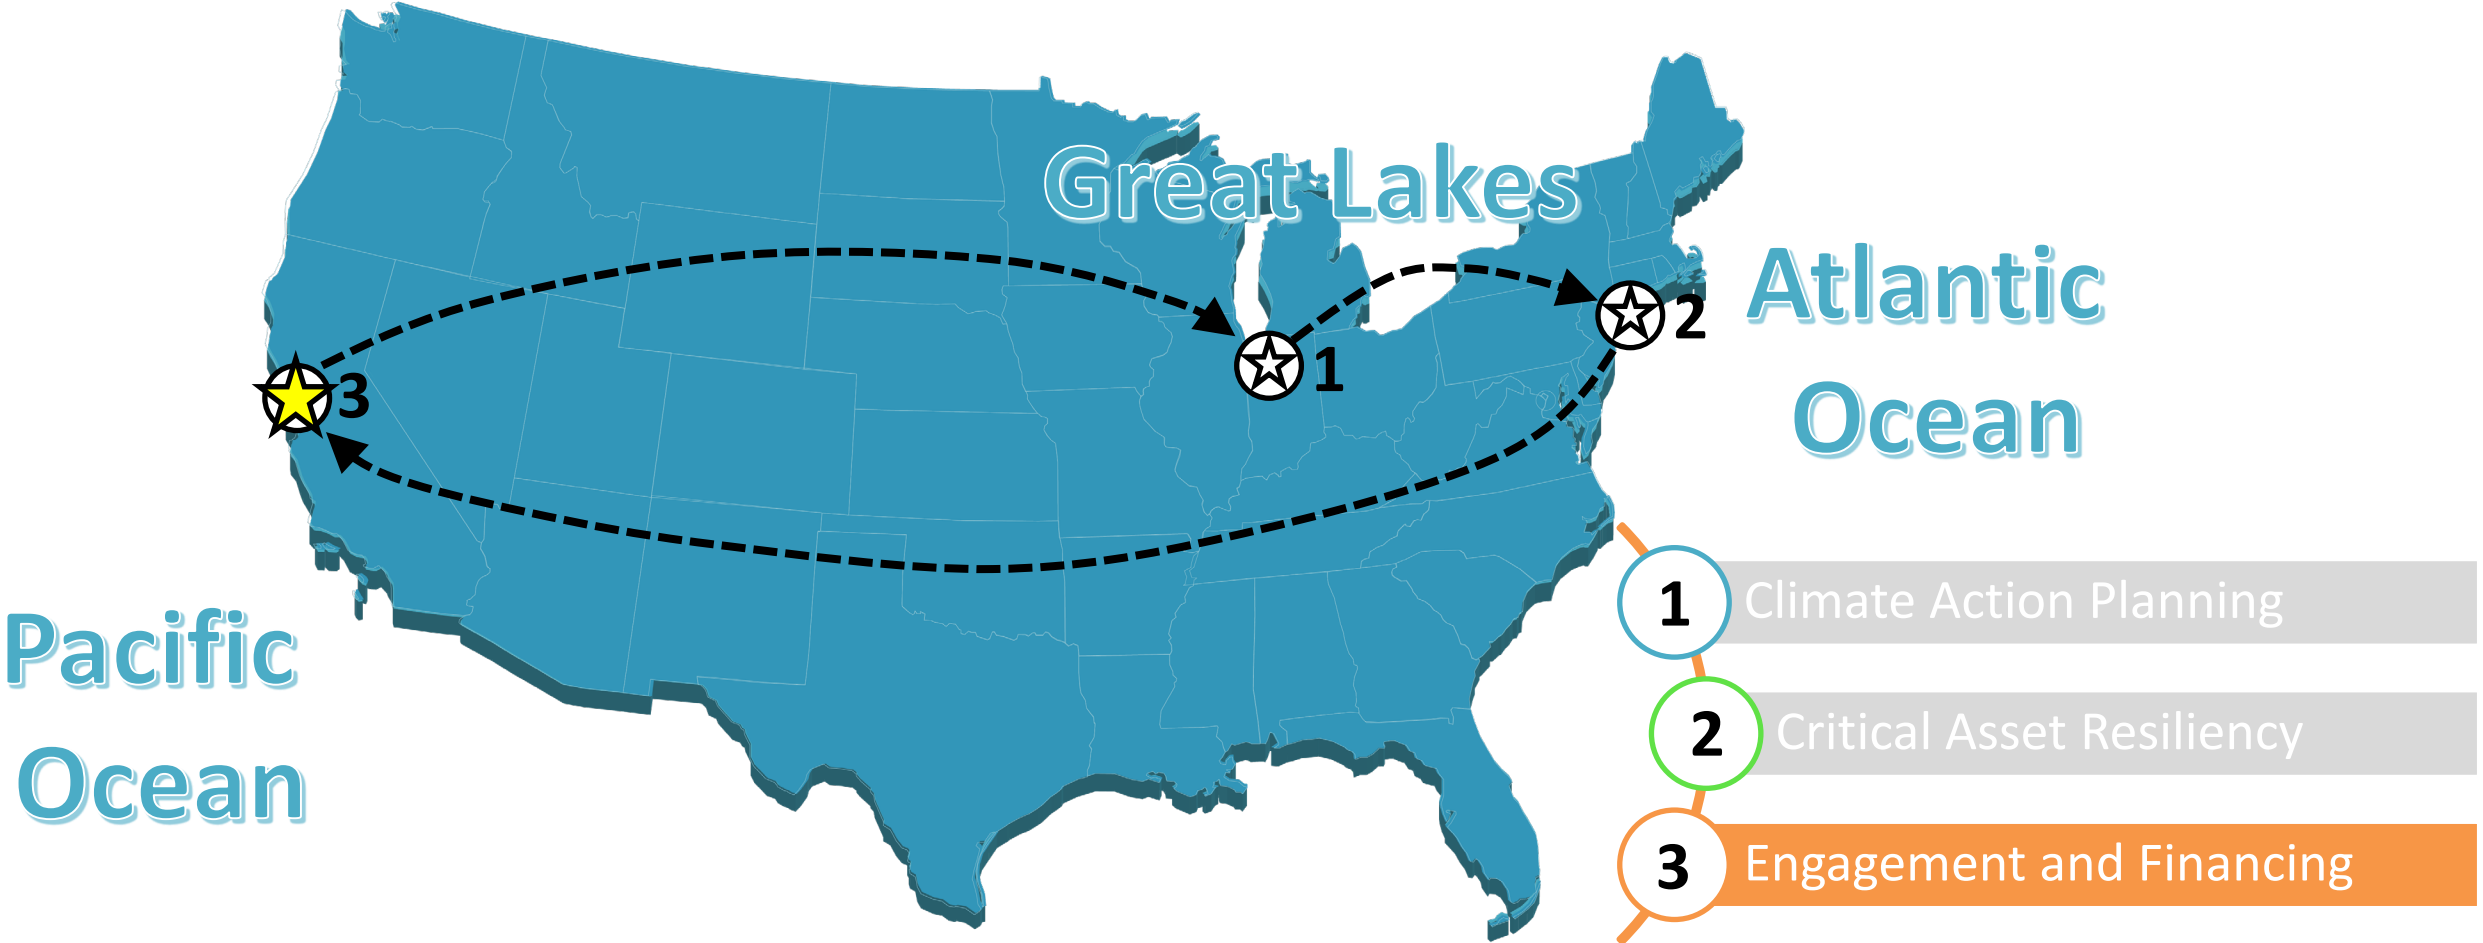 Great Lakes
Atlantic
Ocean
2
1
3
Pacific
Ocean
1 Climate Action Planning
2 Critical Asset Resiliency
3 Engagement and Financing